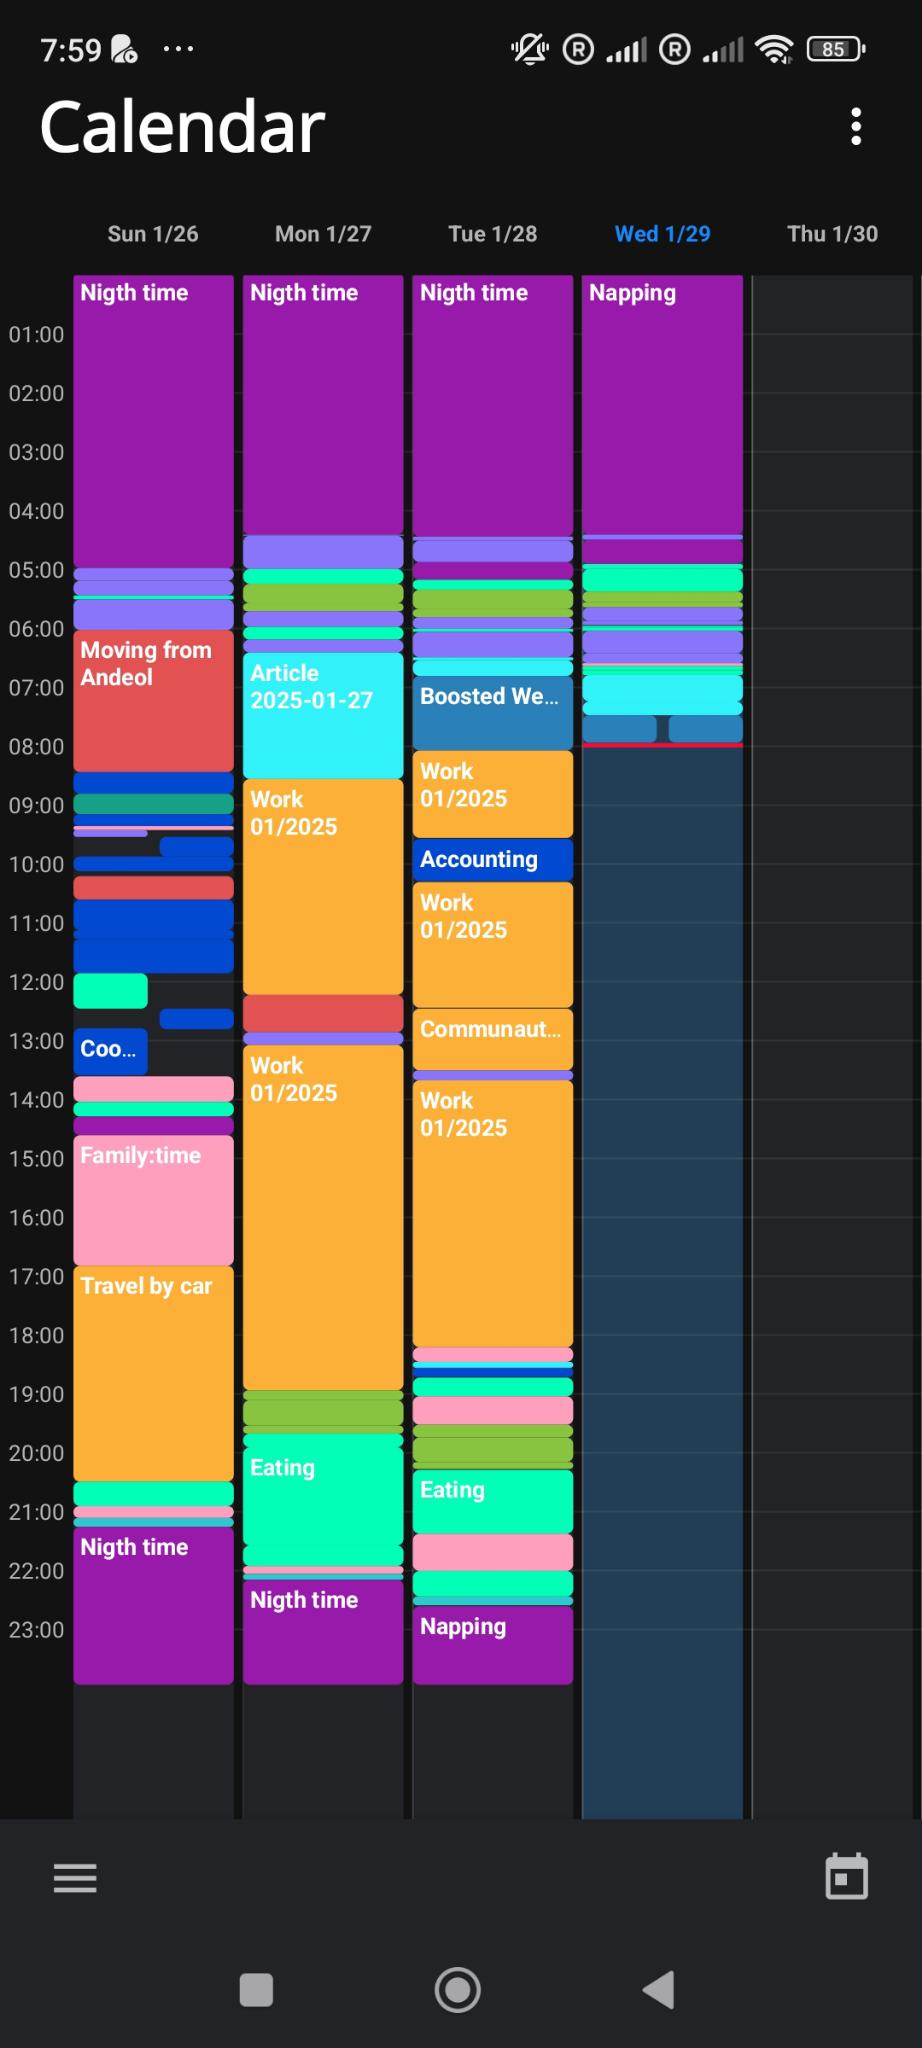 7:59
85
Calendar
Sun 1/26
Mon 1/27
Tue 1/28
Wed 1/29
Thu 1/30
01:00
02:00
03:00
04:00
05:00
06:00
07:00
08:00
09:00
10:00
11:00
12:00
13:00
14:00
15:00
16:00
17:00
18:00
19:00
20:00
21:00
22:00
23:00
Nigth time
Moving from
Andeol
Coo...
Family:time
Travel by car
Nigth time
Nigth time
Article
2025-01-27
Work
01/2025
Work
01/2025
Eating
Nigth time
Nigth time
Boosted We...
Work
01/2025
Accounting
Work
01/2025
Communaut...
Work
01/2025
Eating
Napping
Napping